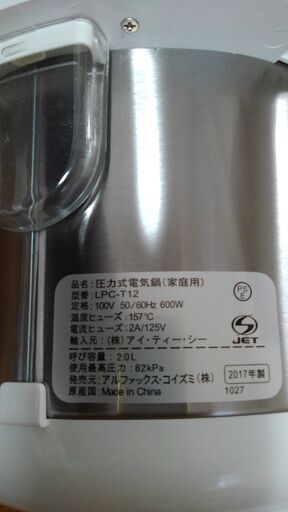 品名：圧力式電気鍋（家庭用）
型番：LPC-T12
定格：100V 50/60Hz 600W
温度ヒューズ：157℃
電流ヒューズ：2A/125V
輸入元：（株）アイ・ティー・シー
呼び容量：2.0L
使用最高圧力：82kPa
発売元：アルファックス・コイズミ（株）
原産国：Made in China
PS
E
JET
2017年製
1027